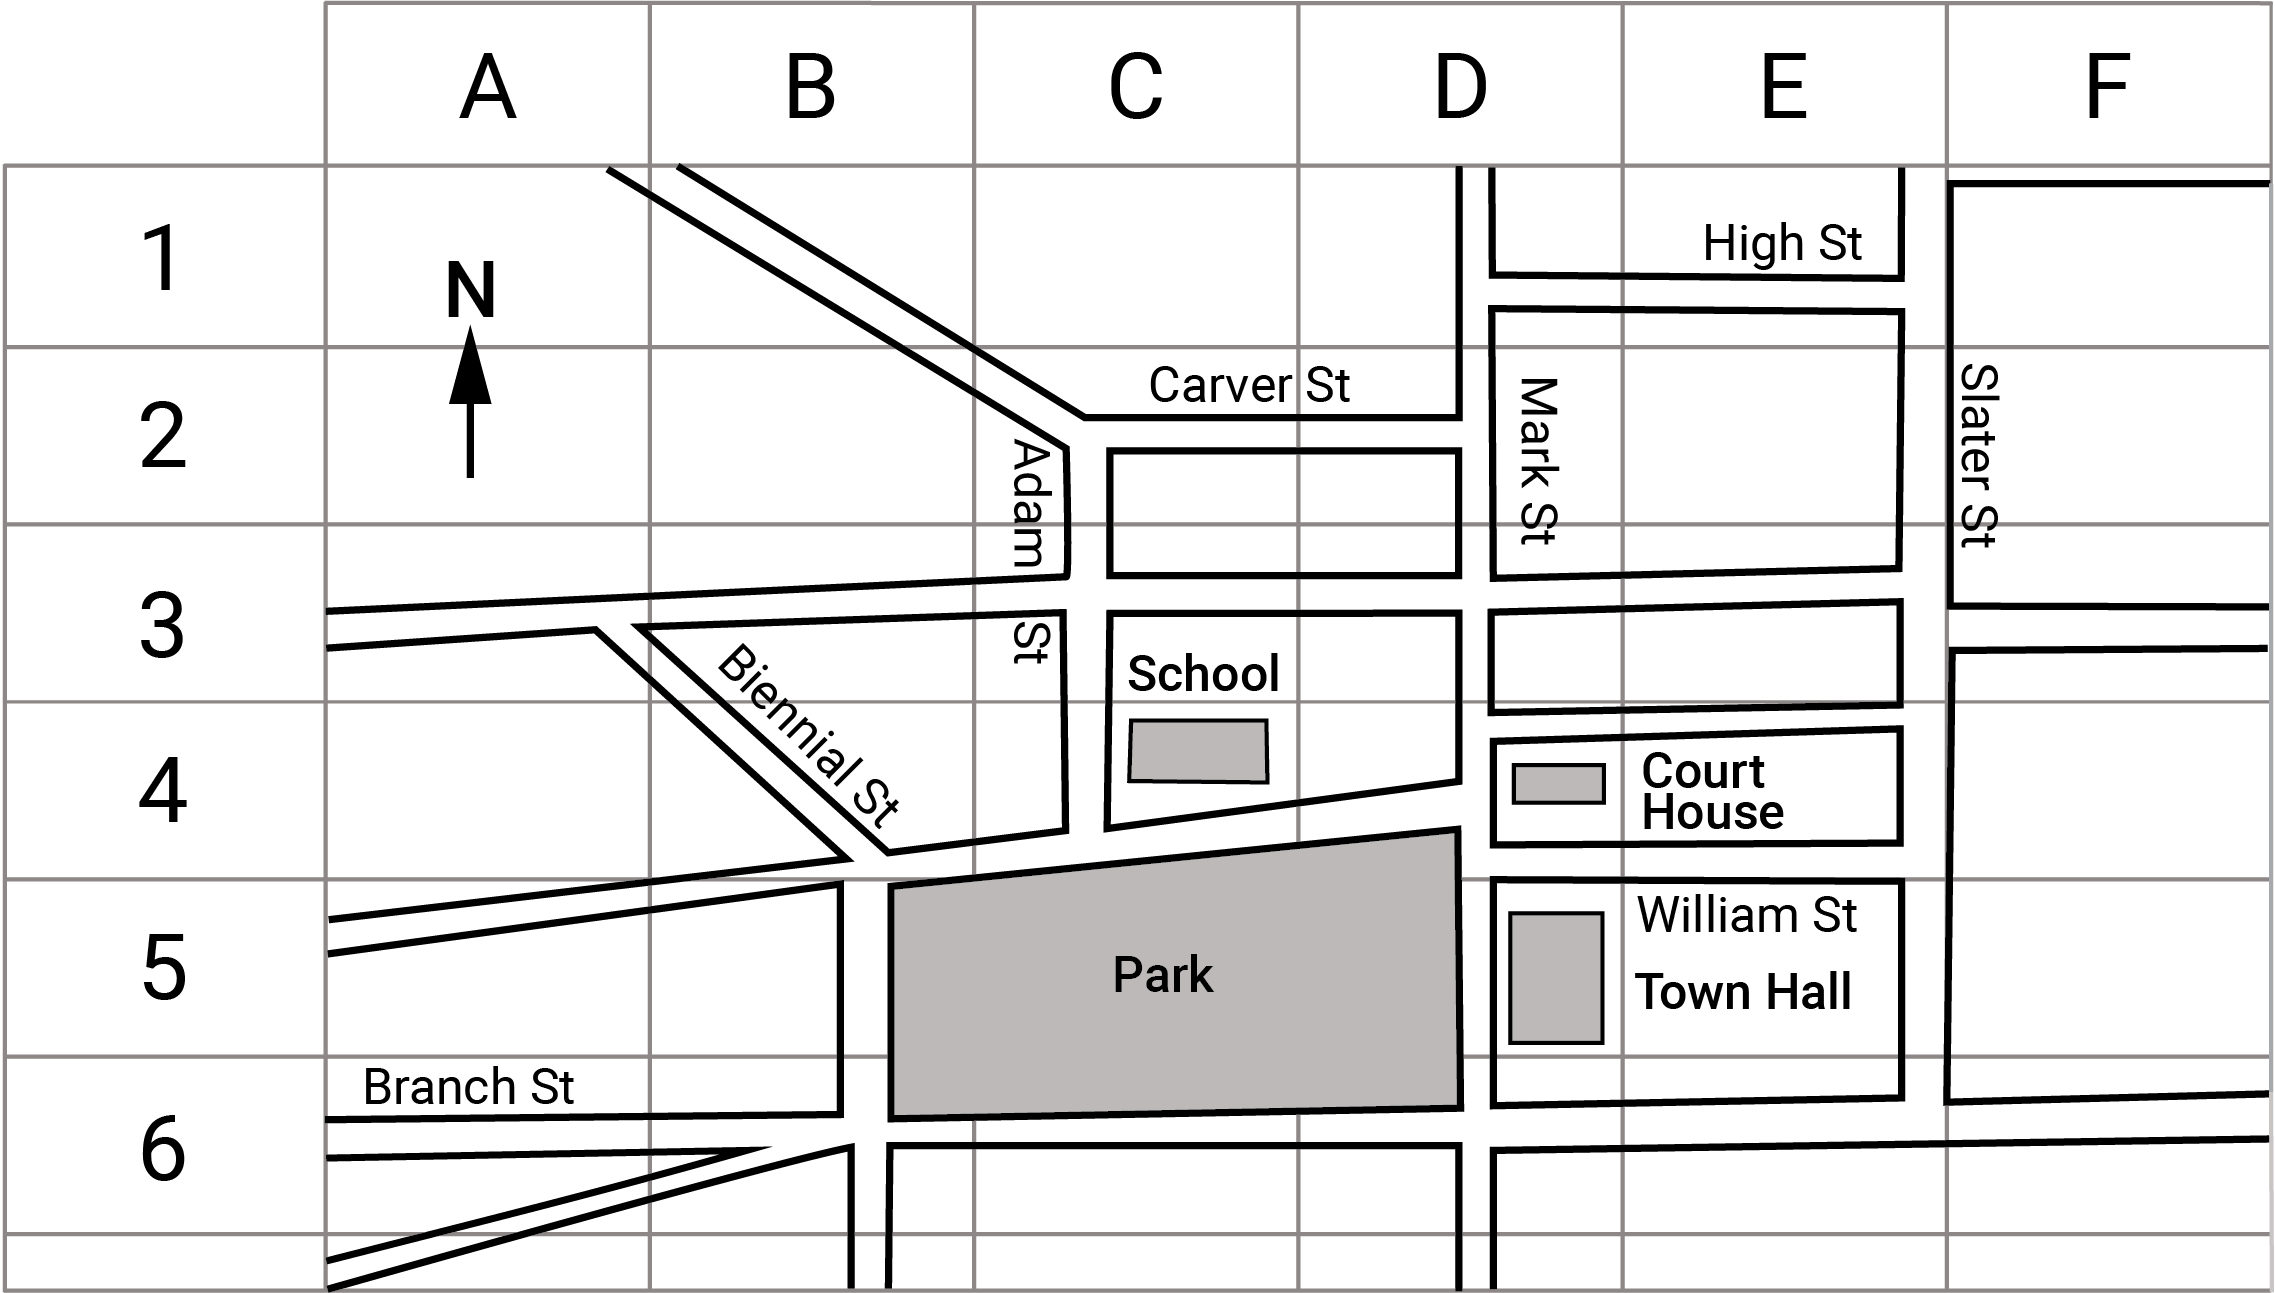 A B C D E F
1
High St
N
2
Carver St
Mark St
Slater St
Adam St
3
Biennial St
School
4
Court
House
5
William St
Park
Town Hall
Branch St
6